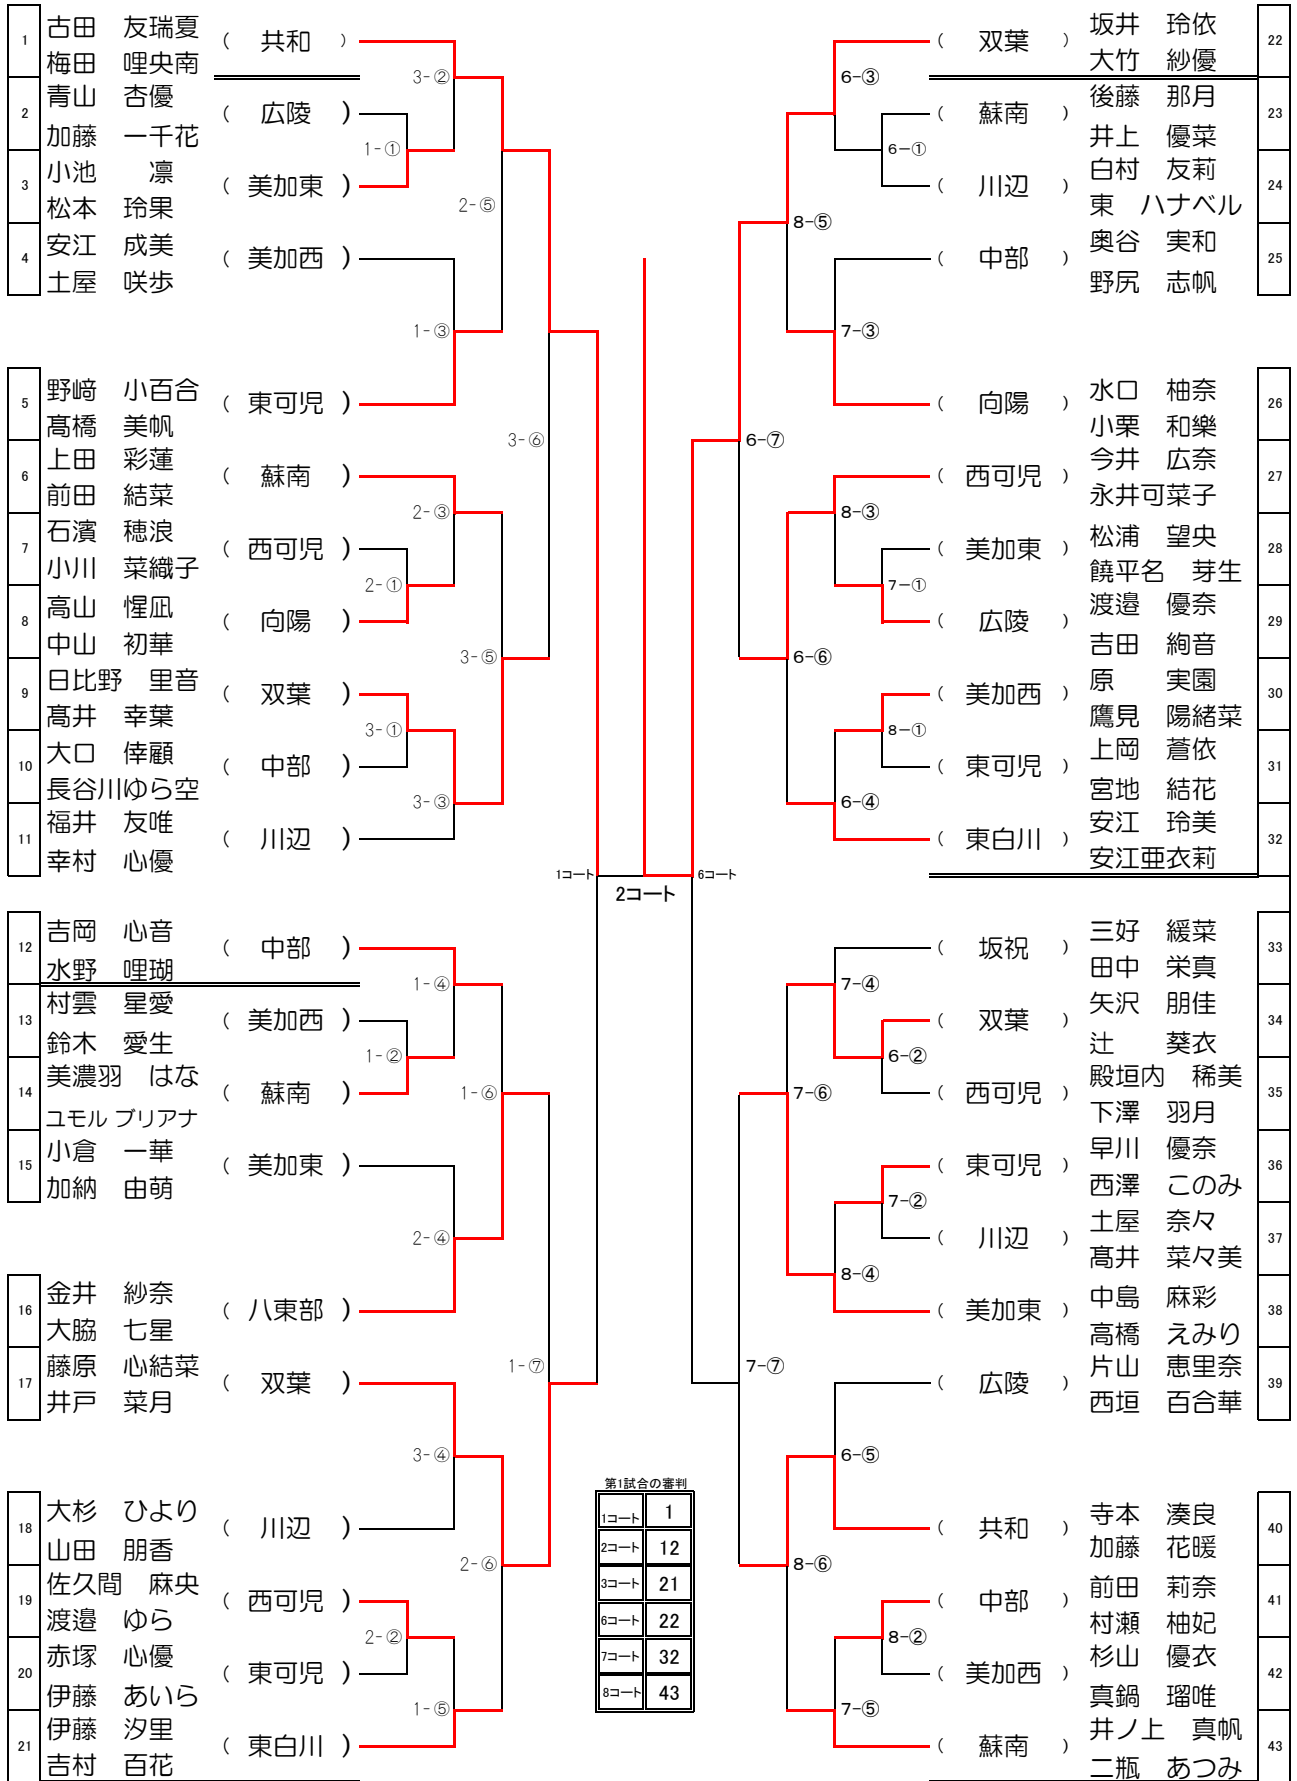 1
古田　友瑞夏
梅田　哩央南
（　共和　）
2
青山　杏優
加藤　一千花
（　広陵　）
3
小池　　凛
松本　玲果
（　美加東　）
4
安江　成美
土屋　咲歩
（　美加西　）
5
野﨑　小百合
髙橋　美帆
（　東可児　）
6
上田　彩蓮
前田　結菜
（　蘇南　）
7
石濱　穂浪
小川　菜織子
（　西可児　）
8
高山　惺凪
中山　初華
（　向陽　）
9
日比野　里音
髙井　幸葉
（　双葉　）
10
大口　倖顧
長谷川ゆら空
（　中部　）
11
福井　友唯
幸村　心優
（　川辺　）
12
吉岡　心音
水野　哩瑚
（　中部　）
13
村雲　星愛
鈴木　愛生
（　美加西　）
14
美濃羽　はな
ユモル ブリアナ
（　蘇南　）
15
小倉　一華
加納　由萌
（　美加東　）
16
金井　紗奈
大脇　七星
（　八東部　）
17
藤原　心結菜
井戸　菜月
（　双葉　）
18
大杉　ひより
山田　朋香
（　川辺　）
19
佐久間　麻央
渡邉　ゆら
（　西可児　）
20
赤塚　心優
伊藤　あいら
（　東可児　）
21
伊藤　汐里
吉村　百花
（　東白川　）
3-②
1-①
2-⑤
1-③
3-⑥
2-③
2-①
3-⑤
3-①
3-③
1-④
1-②
1-⑥
2-④
1-⑦
3-④
2-⑥
2-②
1-⑤
1コート
2コート
6コート
第1試合の審判
1コート　1
2コート　12
3コート　21
6コート　22
7コート　32
8コート　43
6-③
6-①
8-⑤
7-③
6-⑦
8-③
7-①
6-⑥
8-①
6-④
7-④
6-②
7-⑥
7-②
8-④
7-⑦
6-⑤
8-⑥
8-②
7-⑤
（　双葉　）
坂井　玲依
大竹　紗優
22
（　蘇南　）
後藤　那月
井上　優菜
23
（　川辺　）
白村　友莉
東　ハナベル
24
（　中部　）
奥谷　実和
野尻　志帆
25
（　向陽　）
水口　柚奈
小栗　和樂
26
（　西可児　）
今井　広奈
永井可菜子
27
（　美加東　）
松浦　望央
饒平名　芽生
28
（　広陵　）
渡邉　優奈
吉田　絢音
29
（　美加西　）
原　　実園
鷹見　陽緒菜
30
（　東可児　）
上岡　蒼依
宮地　結花
31
（　東白川　）
安江　玲美
安江亜衣莉
32
（　坂祝　）
三好　緩菜
田中　栄真
33
（　双葉　）
矢沢　朋佳
辻　　葵衣
34
（　西可児　）
殿垣内　稀美
下澤　羽月
35
（　東可児　）
早川　優奈
西澤　このみ
36
（　川辺　）
土屋　奈々
髙井　菜々美
37
（　美加東　）
中島　麻彩
高橋　えみり
38
（　広陵　）
片山　恵里奈
西垣　百合華
39
（　共和　）
寺本　湊良
加藤　花暖
40
（　中部　）
前田　莉奈
村瀬　柚妃
41
（　美加西　）
杉山　優衣
真鍋　瑠唯
42
（　蘇南　）
井ノ上　真帆
二瓶　あつみ
43